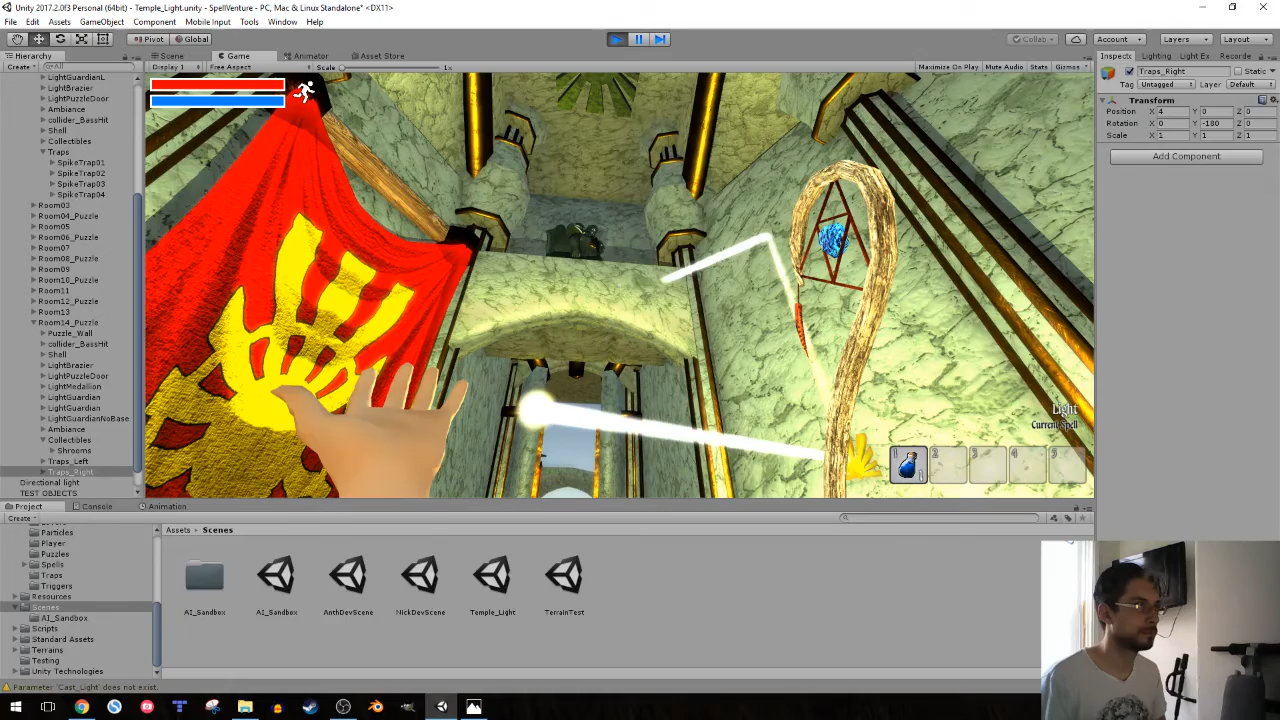 Unity 2017.2.0f3 Personal (64bit) - Temple_Light.unity - SpellVenture - PC, Mac & Linux Standalone* <DX11>
File Edit Assets GameObject Component Mobile Input Tools Window Help
Pivot Global Collab Account Layers Layout
Hierarchy Scene Game Animator Asset Store Inspect Lighting Light Ex Recorde
Create All Display 1 Free Aspect Scale 1x Maximize On Play Mute Audio Stats Gizmos Traps_Right Static
LightGuardianL
LightBrazier
LightPuzzleDoor
Ambiance
collider_BassHit
Shell
Collectibles
Traps
SpikeTrap01
SpikeTrap02
SpikeTrap03
SpikeTrap04
Room03
Room04_Puzzle
Room05
Room06_Puzzle
Room07
Room08_Puzzle
Room09
Room10_Puzzle
Room11
Room12_Puzzle
Room13
Room14_Puzzle
Puzzle_Wall
collider_BassHit
Shell
LightBrazier
LightPuzzleDoor
LightMedallion
LightGuardian
LightGuardian
LightGuardianNoBase
Ambiance
Collectibles
Shrooms
Traps_Left
Traps_Right
Directional light
TEST OBJECTS
Tag Untagged Layer Default
Transform
Position X 4 Y 0 Z 0
Rotation X 0 Y -180 Z 0
Scale X 1 Y 1 Z 1
Add Component
Light
Current Spell
1 2 3 4 5
1
Project Console Animation
Create
Particles
Player
Puzzles
Spells
Traps
Triggers
Resources
Scenes
AI_Sandbox
Scripts
Standard Assets
Terrains
Testing
Unity Technologies
Assets Scenes
AI_Sandbox AI_Sandbox AnthDevScene NickDevScene Temple_Light TerrainTest
Parameter 'Cast_Light' does not exist.